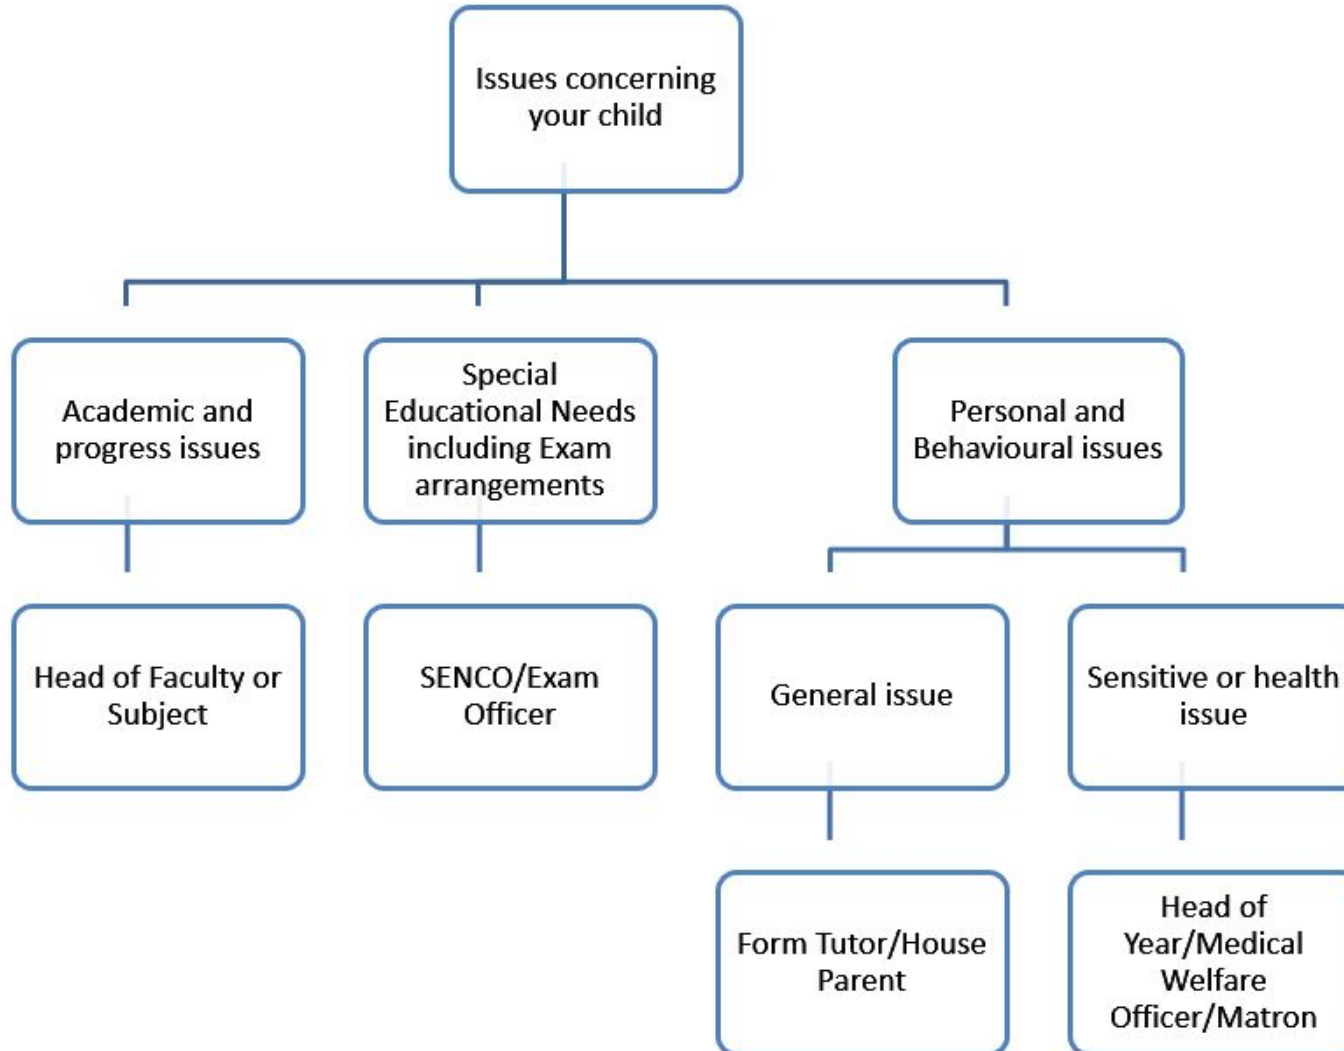 Issues concerning
your child
Academic and
progress issues
Special
Educational Needs
including Exam
arrangements
Personal and
Behavioural issues
Head of Faculty or
Subject
SENCO/Exam
Officer
General issue
Sensitive or health
issue
Form Tutor/House
Parent
Head of
Year/Medical
Welfare
Officer/Matron